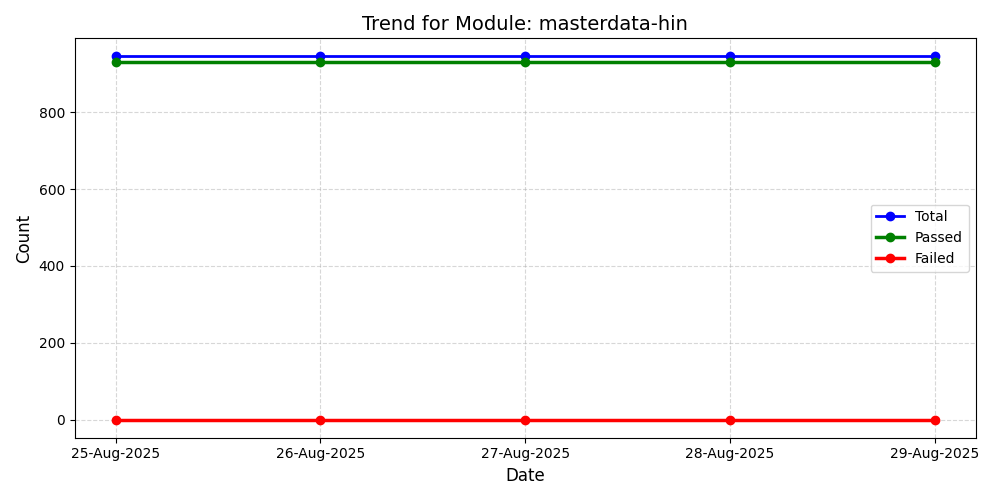 Trend for Module: masterdata-hin
Count
800
600
400
200
0
Total
Passed
Failed
25-Aug-2025 26-Aug-2025 27-Aug-2025 28-Aug-2025 29-Aug-2025
Date